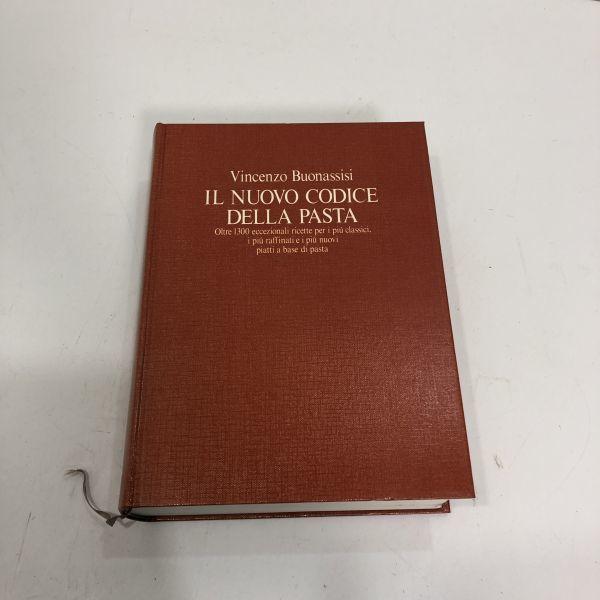 Vincenzo Buonassisi
IL NUOVO CODICE
DELLA PASTA
Oltre 1300 eccezionali ricette per i più classici,
i più raffinati e i più nuovi
piatti a base di pasta